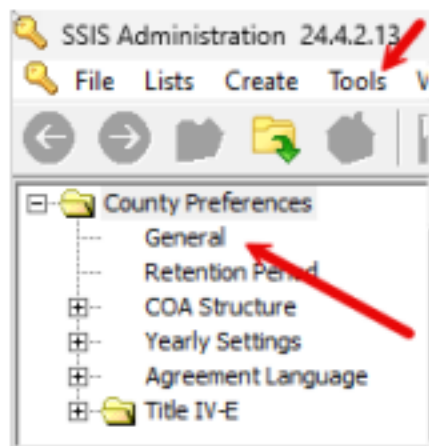 SSIS Administration 24.4.2.13
File Lists Create Tools
County Preferences
General
Retention Period
COA Structure
Yearly Settings
Agreement Language
Title IV-E